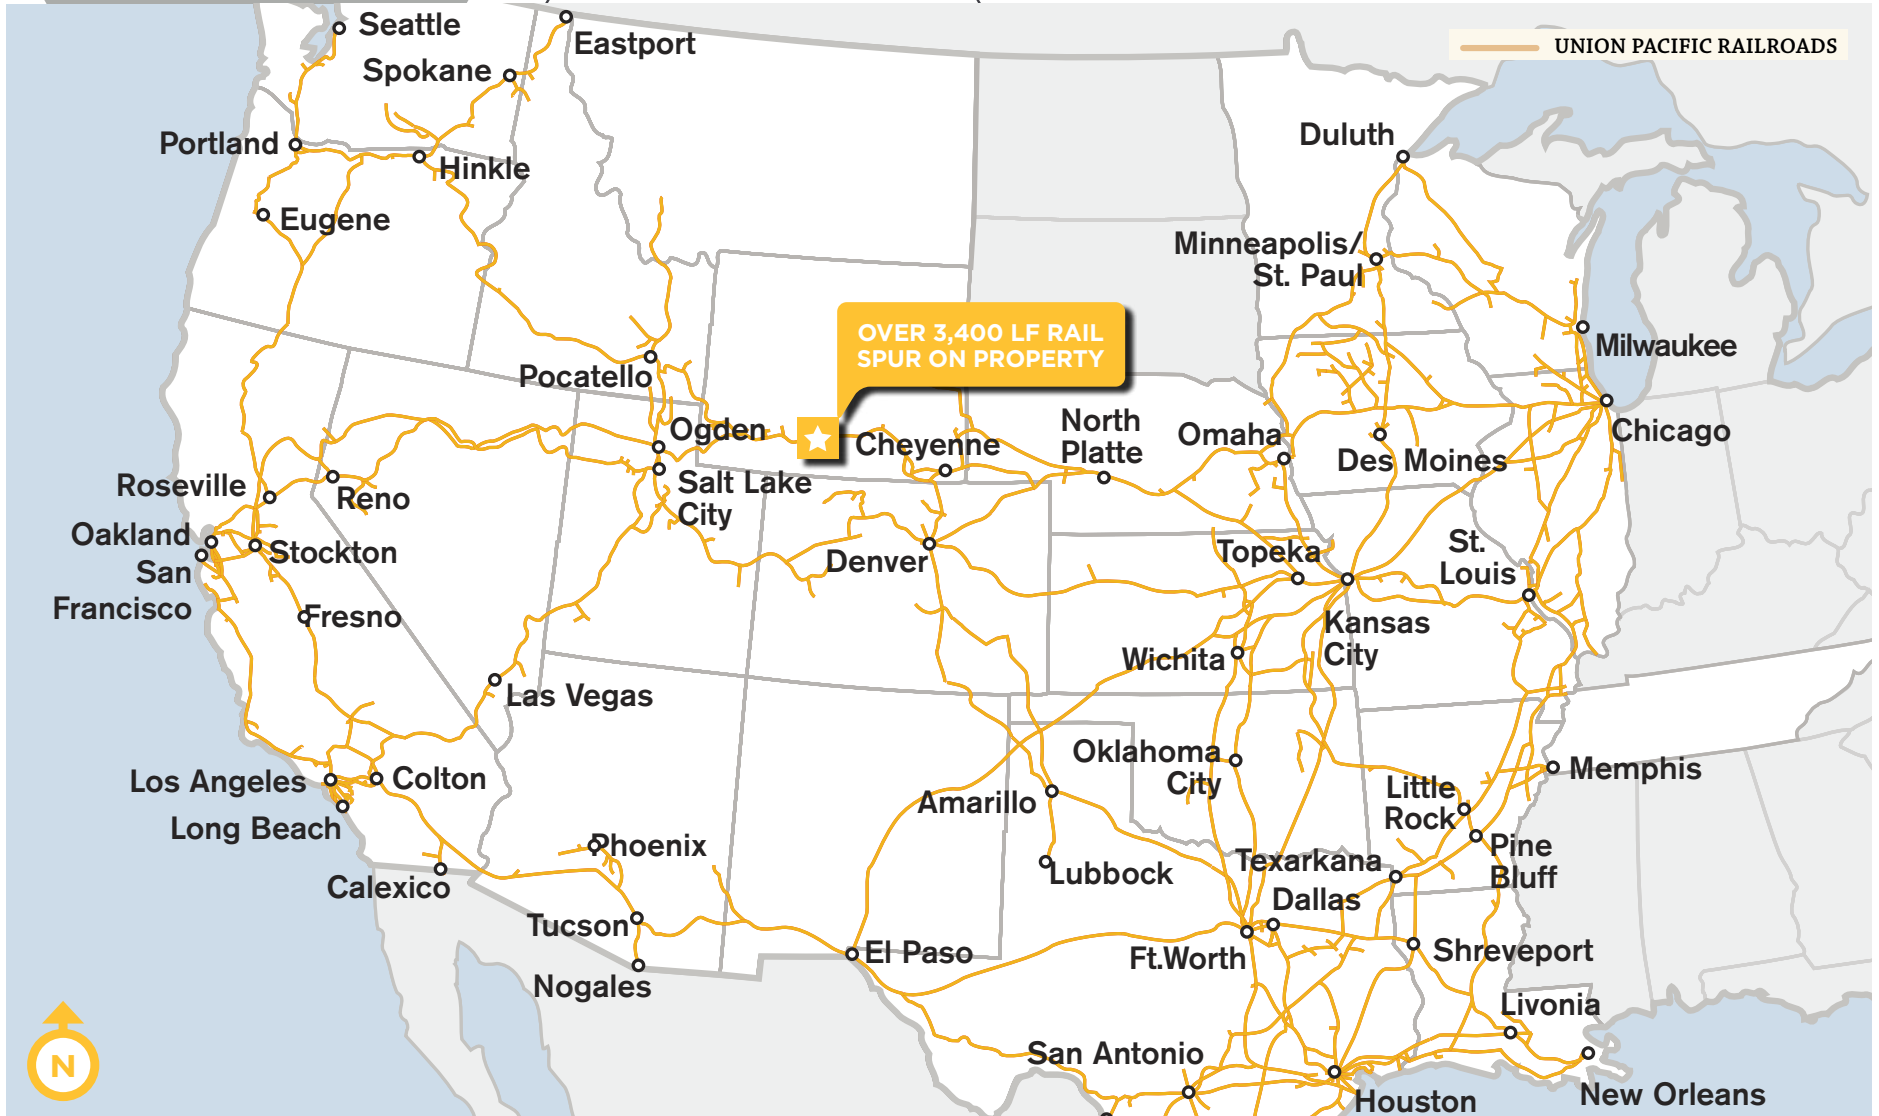 Seattle
Eastport
UNION PACIFIC RAILROADS
Spokane
Portland
Hinkle
Duluth
Eugene
Minneapolis/
St. Paul
OVER 3,400 LF RAIL
SPUR ON PROPERTY
Milwaukee
Pocatello
Ogden
Cheyenne
North
Platte
Omaha
Chicago
Des Moines
Roseville
Reno
Salt Lake
City
Oakland
San
Francisco
Stockton
Denver
Topeka
St.
Louis
Fresno
Kansas
City
Wichita
Las Vegas
Oklahoma
City
Memphis
Los Angeles
Colton
Long Beach
Amarillo
Little
Rock
Pine
Bluff
Phoenix
Lubbock
Texarkana
Calexico
Dallas
Tucson
El Paso
Ft.Worth
Shreveport
Nogales
Livonia
San Antonio
N
Houston
New Orleans